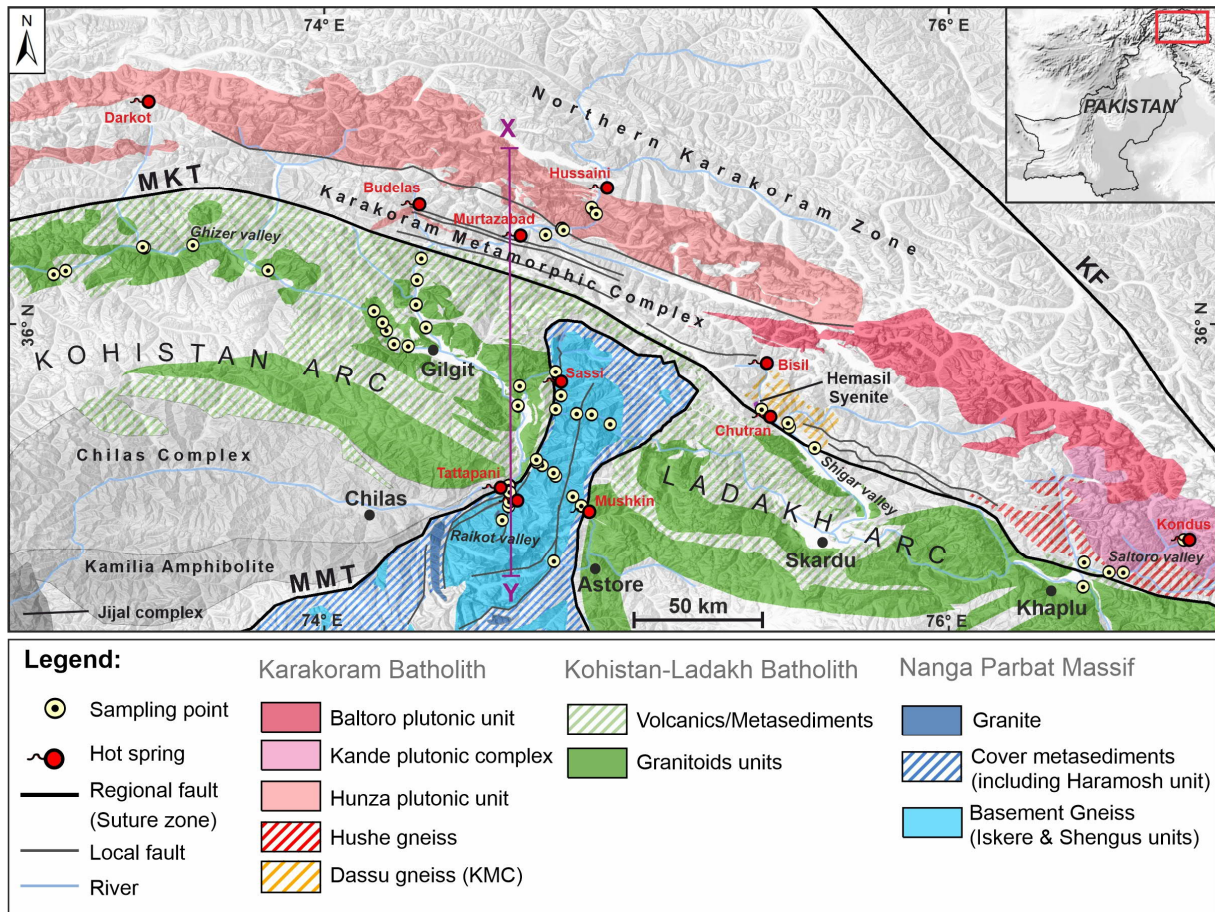 N
74° E
76° E
PAKISTAN
Darkot
Northern Karakoram Zone
X
MKT
Hussaini
Budelas
Murtazabad
Karakoram Metamorphic Complex
Ghizer valley
KF
36° N
36° N
KOHISTAN ARC
Gilgit
Sassi
Bisil
Hemasil
Syenite
Chutran
Chilas Complex
Shigar valley
Tattapani
Chilas
Mushkin
LADAKH ARC
Raikot valley
Skardu
Kondus
Saltoro valley
Kamilia Amphibolite
MMT
Astore
Y
50 km
Khaplu
Jijal complex
74° E
76° E
Legend:
Sampling point
Hot spring
Regional fault
(Suture zone)
Local fault
River
Karakoram Batholith
Baltoro plutonic unit
Kande plutonic complex
Hunza plutonic unit
Hushe gneiss
Dassu gneiss (KMC)
Kohistan-Ladakh Batholith
Volcanics/Metasediments
Granitoids units
Nanga Parbat Massif
Granite
Cover metasediments
(including Haramosh unit)
Basement Gneiss
(Iskere & Shengus units)